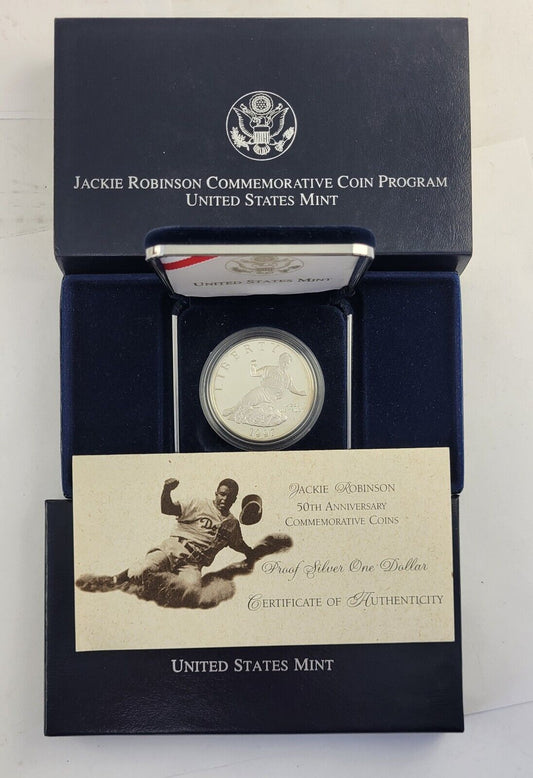 JACKIE ROBINSON COMMEMORATIVE COIN PROGRAM
UNITED STATES MINT
UNITED STATES MINT
LIBERTY
1997
JACKIE ROBINSON
50TH ANNIVERSARY
COMMEMORATIVE COINS
Proof Silver One Dollar
CERTIFICATE OF AUTHENTICITY
UNITED STATES MINT